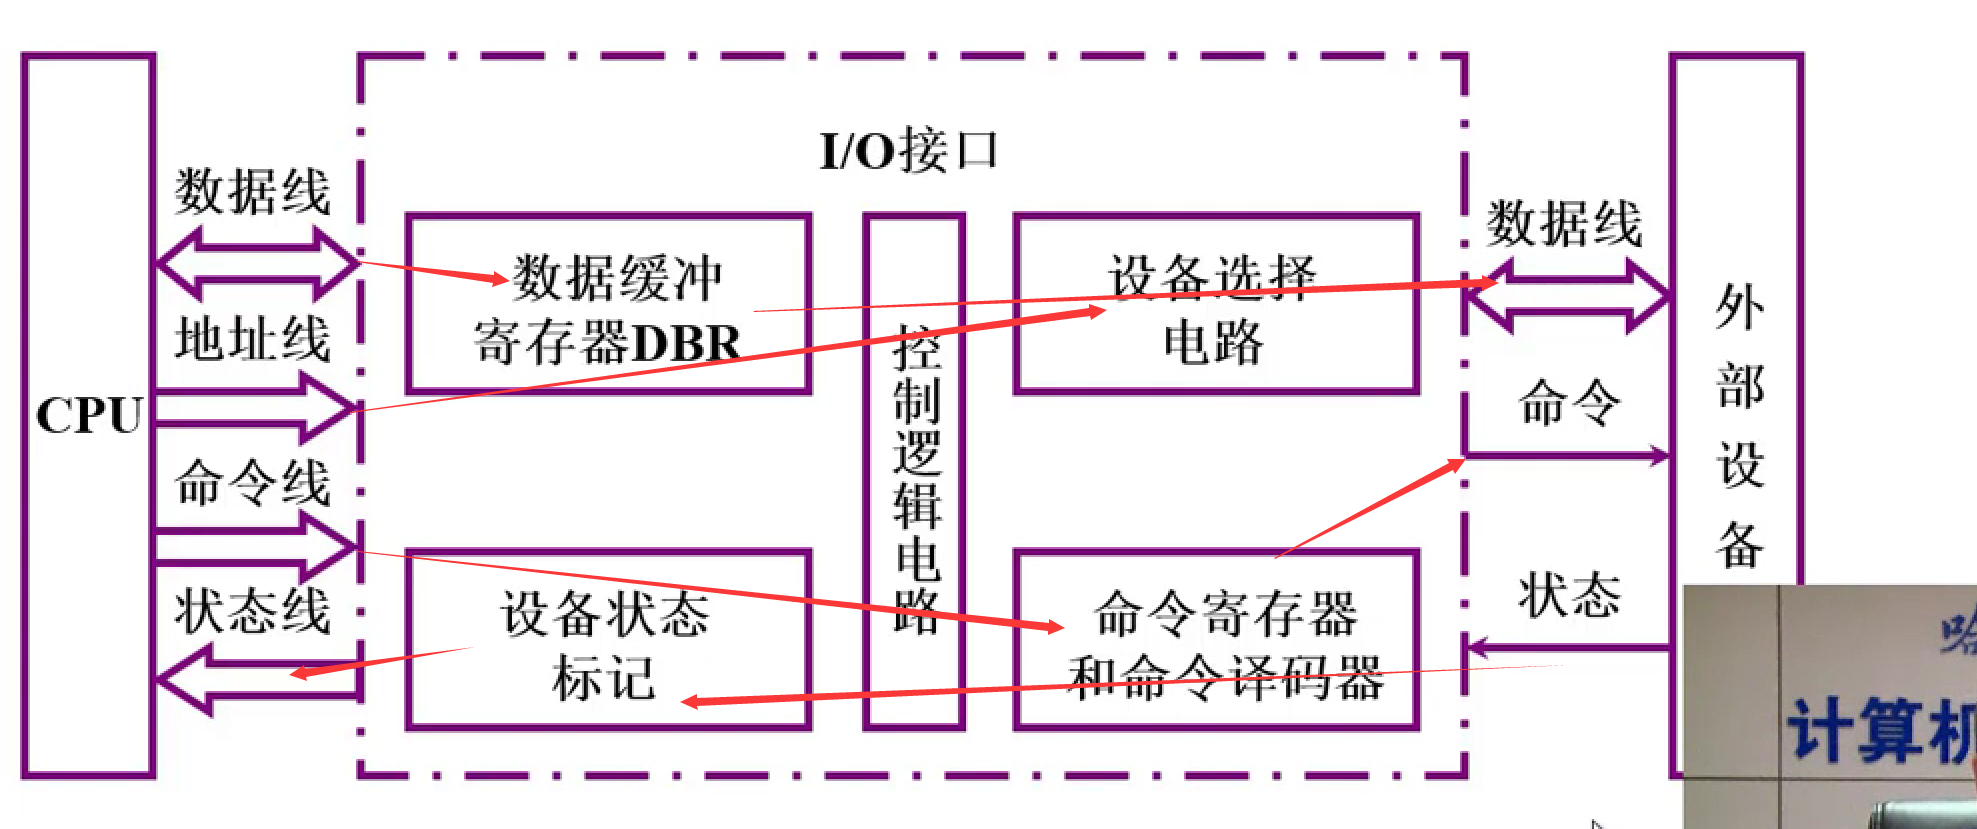 I/O接口
数据线
地址线
命令线
状态线
CPU
数据缓冲
寄存器DBR
设备选择
电路
控制逻辑电路
设备状态
标记
命令寄存器
和命令译码器
数据线
命令
状态
外部设备
哈
计算机